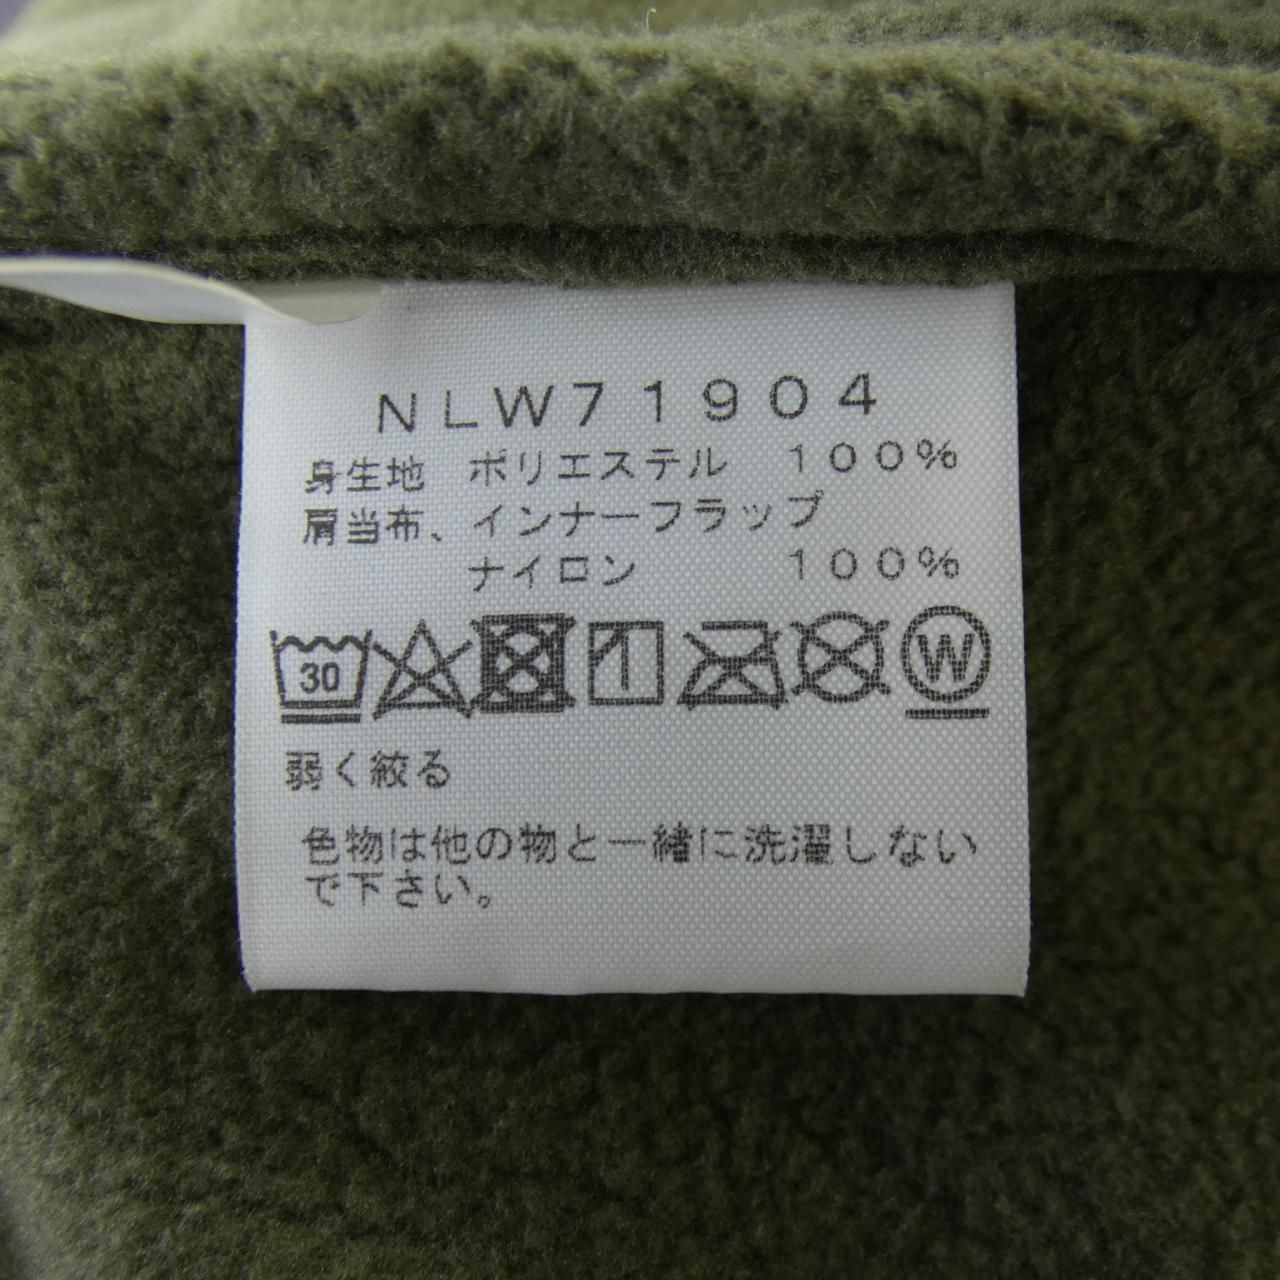 NLW71904
身生地 ポリエステル 100%
肩当布、インナーフラップ
ナイロン 100%
30 W
弱く絞る
色物は他の物と一緒に洗濯しない
で下さい。